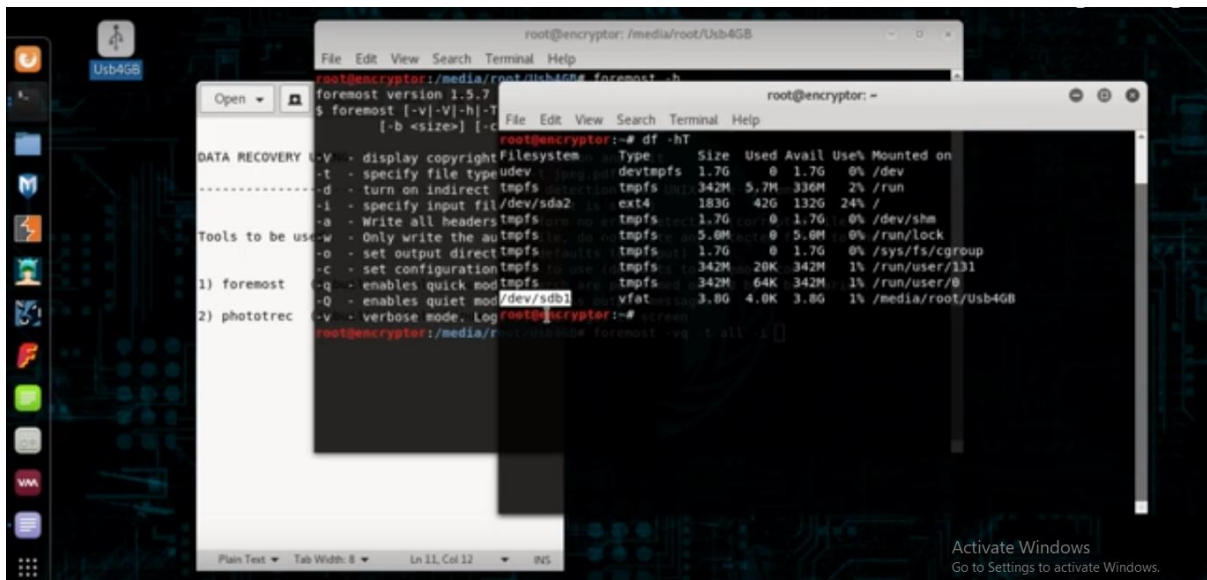 Usb4GB
root@encryptor: /media/root/Usb4GB
File Edit View Search Terminal Help
root@encryptor:/media/root/Usb4GB# foremost -h
foremost version 1.5.7
$ foremost [-v|-V|-h|-T
[-b <size>] [-c
-V - display copyright
-t - specify file type
-d - turn on indirect
-i - specify input fil
-a - Write all headers
-w - Only write the au
-o - set output direct
-c - set configuration
-q - enables quick mod
-Q - enables quiet mod
-v - verbose mode. Log
root@encryptor:/media/root/Usb4GB# foremost -vq -t all -i
Open
DATA RECOVERY
Tools to be use
1) foremost
2) phototrec
Plain Text Tab Width: 8 Ln 11, Col 12 INS
root@encryptor: ~
File Edit View Search Terminal Help
root@encryptor:~# df -hT
Filesystem Type Size Used Avail Use% Mounted on
udev devtmpfs 1.7G 0 1.7G 0% /dev
tmpfs tmpfs 342M 5.7M 336M 2% /run
/dev/sda2 ext4 183G 42G 132G 24% /
tmpfs tmpfs 1.7G 0 1.7G 0% /dev/shm
tmpfs tmpfs 5.0M 0 5.0M 0% /run/lock
tmpfs tmpfs 1.7G 0 1.7G 0% /sys/fs/cgroup
tmpfs tmpfs 342M 20K 342M 1% /run/user/131
tmpfs tmpfs 342M 64K 342M 1% /run/user/0
/dev/sdb1 vfat 3.8G 4.0K 3.8G 1% /media/root/Usb4GB
root@encryptor:~#
Activate Windows
Go to Settings to activate Windows.